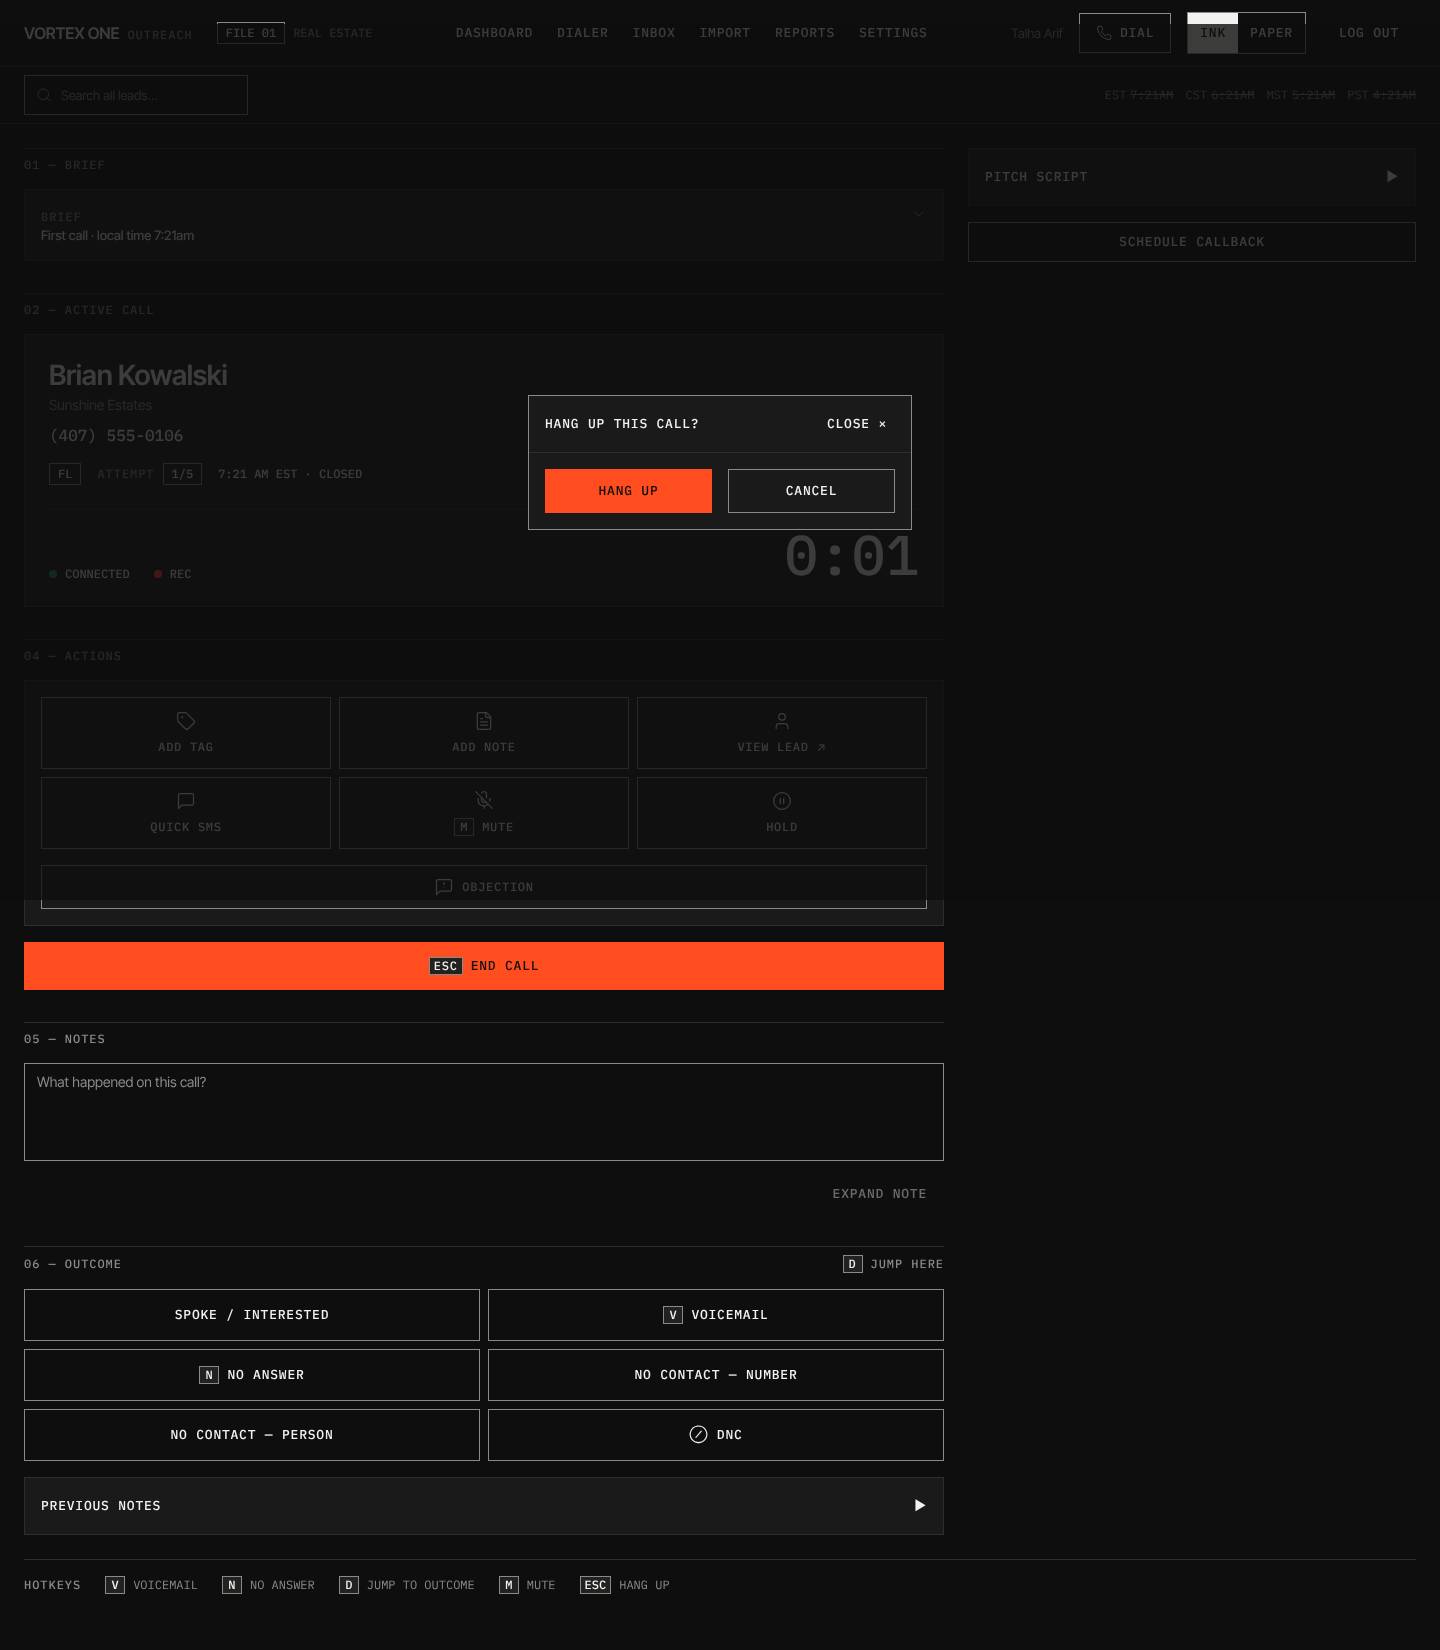 VORTEX ONE OUTREACH FILE 01 REAL ESTATE DASHBOARD DIALER INBOX IMPORT REPORTS SETTINGS Talha Arif DIAL INK PAPER LOG OUT
Search all leads... EST 7:21AM CST 6:21AM MST 5:21AM PST 4:21AM
01 — BRIEF
PITCH SCRIPT
BRIEF
First call · local time 7:21am
SCHEDULE CALLBACK
02 — ACTIVE CALL
Brian Kowalski
Sunshine Estates
(407) 555-0106
FL ATTEMPT 1/5 7:21 AM EST · CLOSED
HANG UP THIS CALL? CLOSE ×
HANG UP CANCEL
0:01
CONNECTED REC
04 — ACTIONS
ADD TAG ADD NOTE VIEW LEAD ↗
QUICK SMS M MUTE HOLD
OBJECTION
ESC END CALL
05 — NOTES
What happened on this call?
EXPAND NOTE
06 — OUTCOME D JUMP HERE
SPOKE / INTERESTED V VOICEMAIL
N NO ANSWER NO CONTACT — NUMBER
NO CONTACT — PERSON DNC
PREVIOUS NOTES
HOTKEYS V VOICEMAIL N NO ANSWER D JUMP TO OUTCOME M MUTE ESC HANG UP